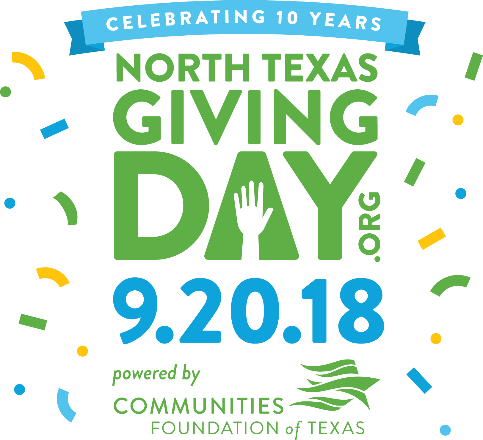 CELEBRATING 10 YEARS
NORTH TEXAS
GIVING
DAY.ORG
9.20.18
powered by
COMMUNITIES
FOUNDATION of TEXAS